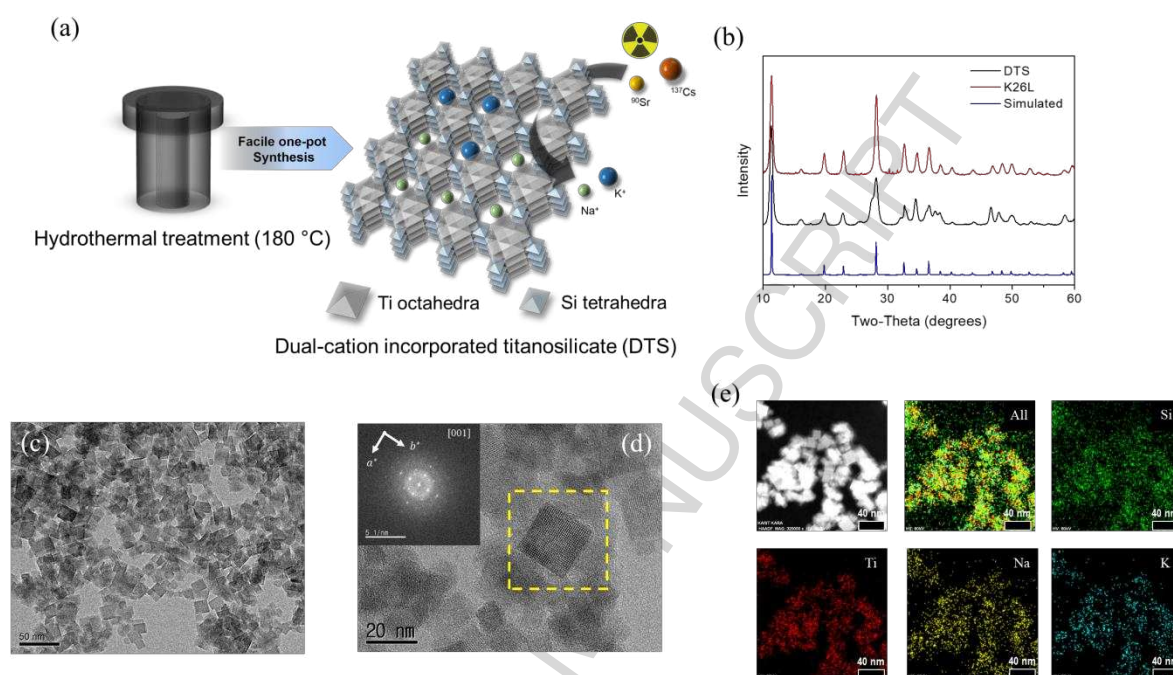 (a)
⁹⁰Sr
¹³⁷Cs
Facile one-pot
Synthesis
Na⁺
K⁺
Hydrothermal treatment (180 °C)
Ti octahedra
Si tetrahedra
Dual-cation incorporated titanosilicate (DTS)
(b)
DTS
K26L
Simulated
Intensity
10
20
30
40
50
60
Two-Theta (degrees)
(c)
50 nm
(d)
[001]
a*
b*
5 1/nm
20 nm
(e)
All
40 nm
Si
40 nm
Ti
40 nm
Na
40 nm
K
40 nm
40 nm
NUSCRIPT